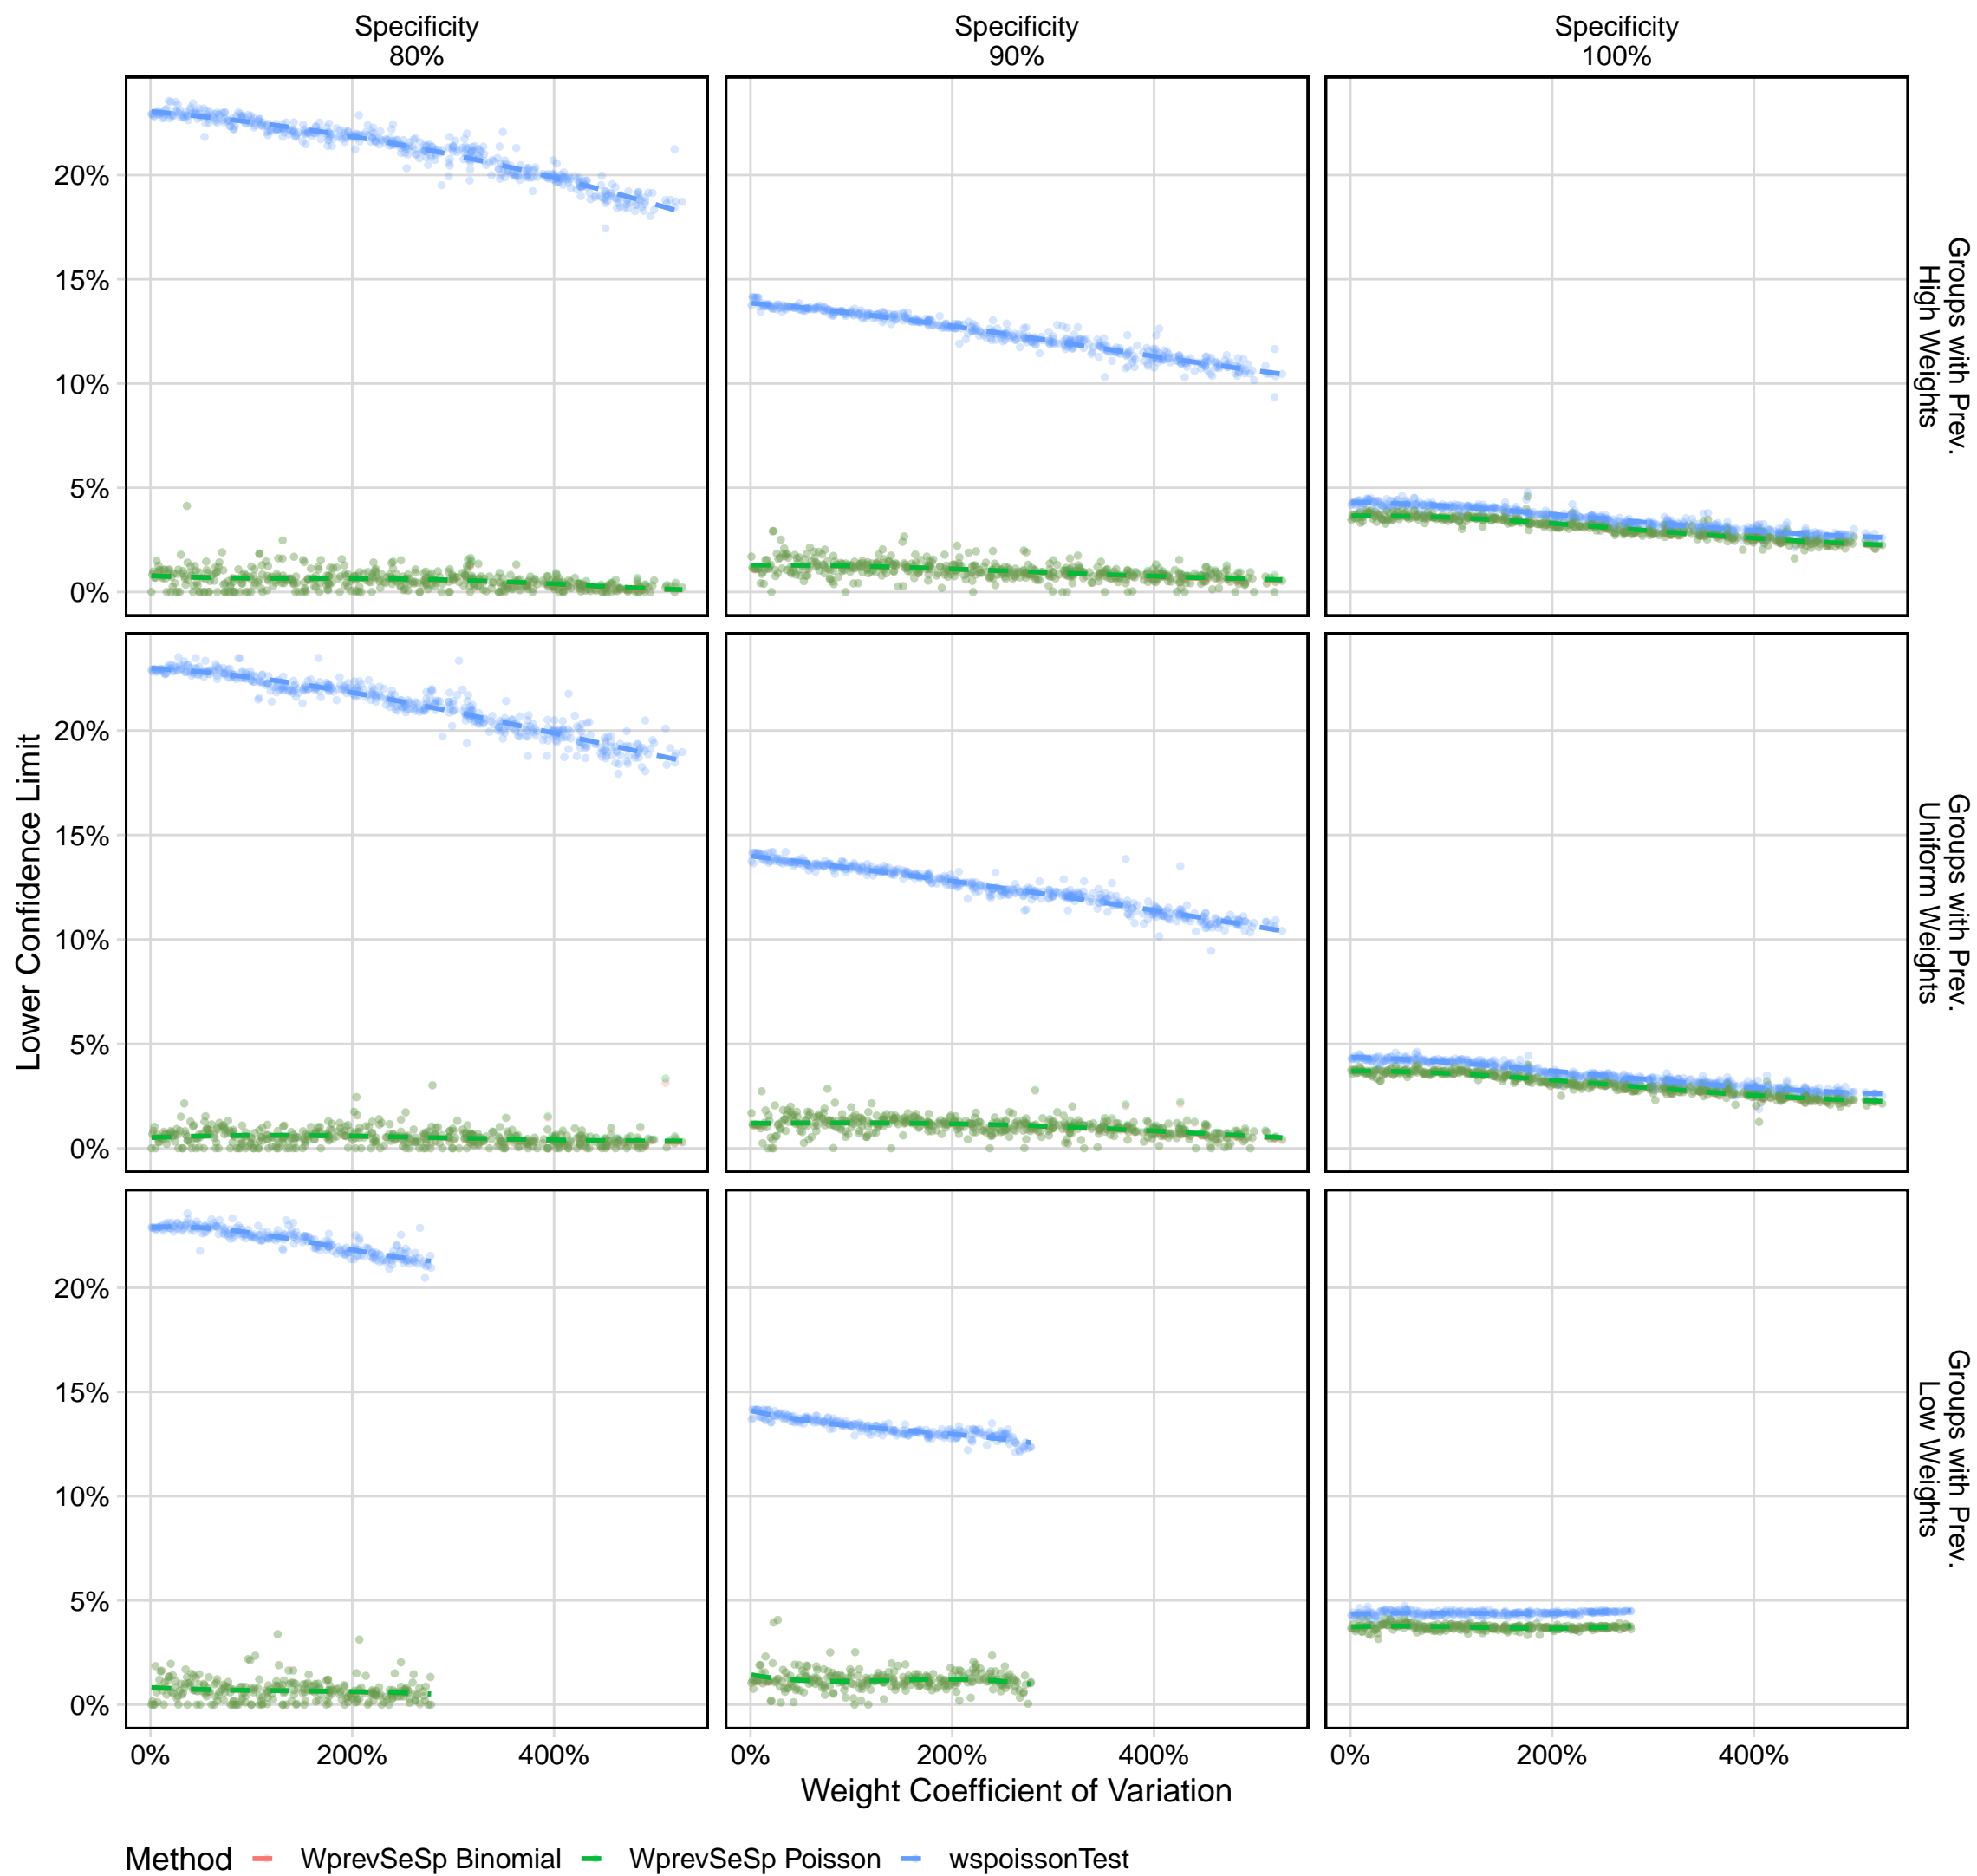 Specificity
80%
Specificity
90%
Specificity
100%
20%
15%
10%
5%
0%
Groups with Prev.
High Weights
20%
15%
10%
5%
0%
Groups with Prev.
Uniform Weights
20%
15%
10%
5%
0%
Groups with Prev.
Low Weights
Lower Confidence Limit
0%
200%
400%
0%
200%
400%
0%
200%
400%
Weight Coefficient of Variation
Method WprevSeSp Binomial WprevSeSp Poisson wspoissonTest